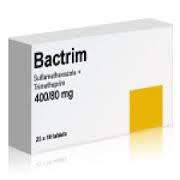 Bactrim
Sulfamethoxazole +
Trimethoprim
400/80 mg